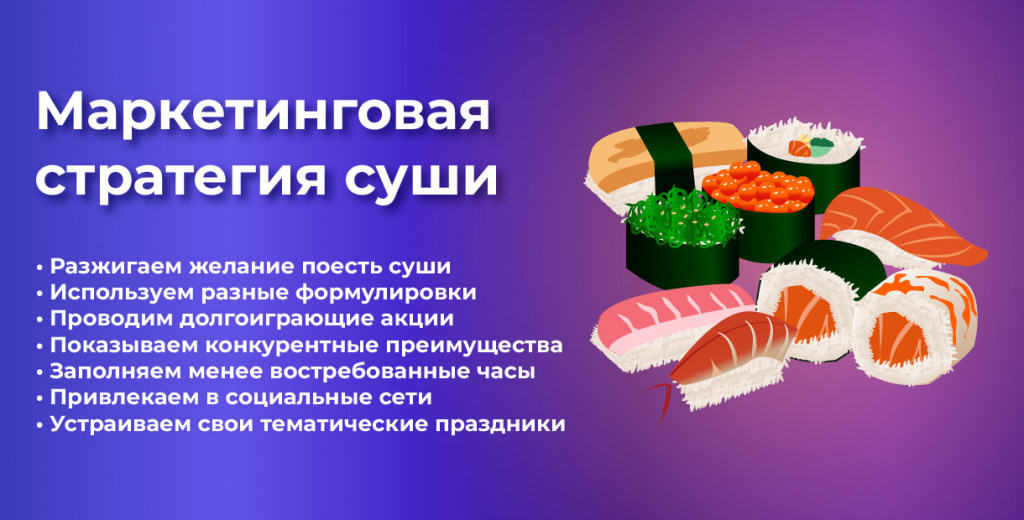 Маркетинговая
стратегия суши
• Разжигаем желание поесть суши
• Используем разные формулировки
• Проводим долгоиграющие акции
• Показываем конкурентные преимущества
• Заполняем менее востребованные часы
• Привлекаем в социальные сети
• Устраиваем свои тематические праздники